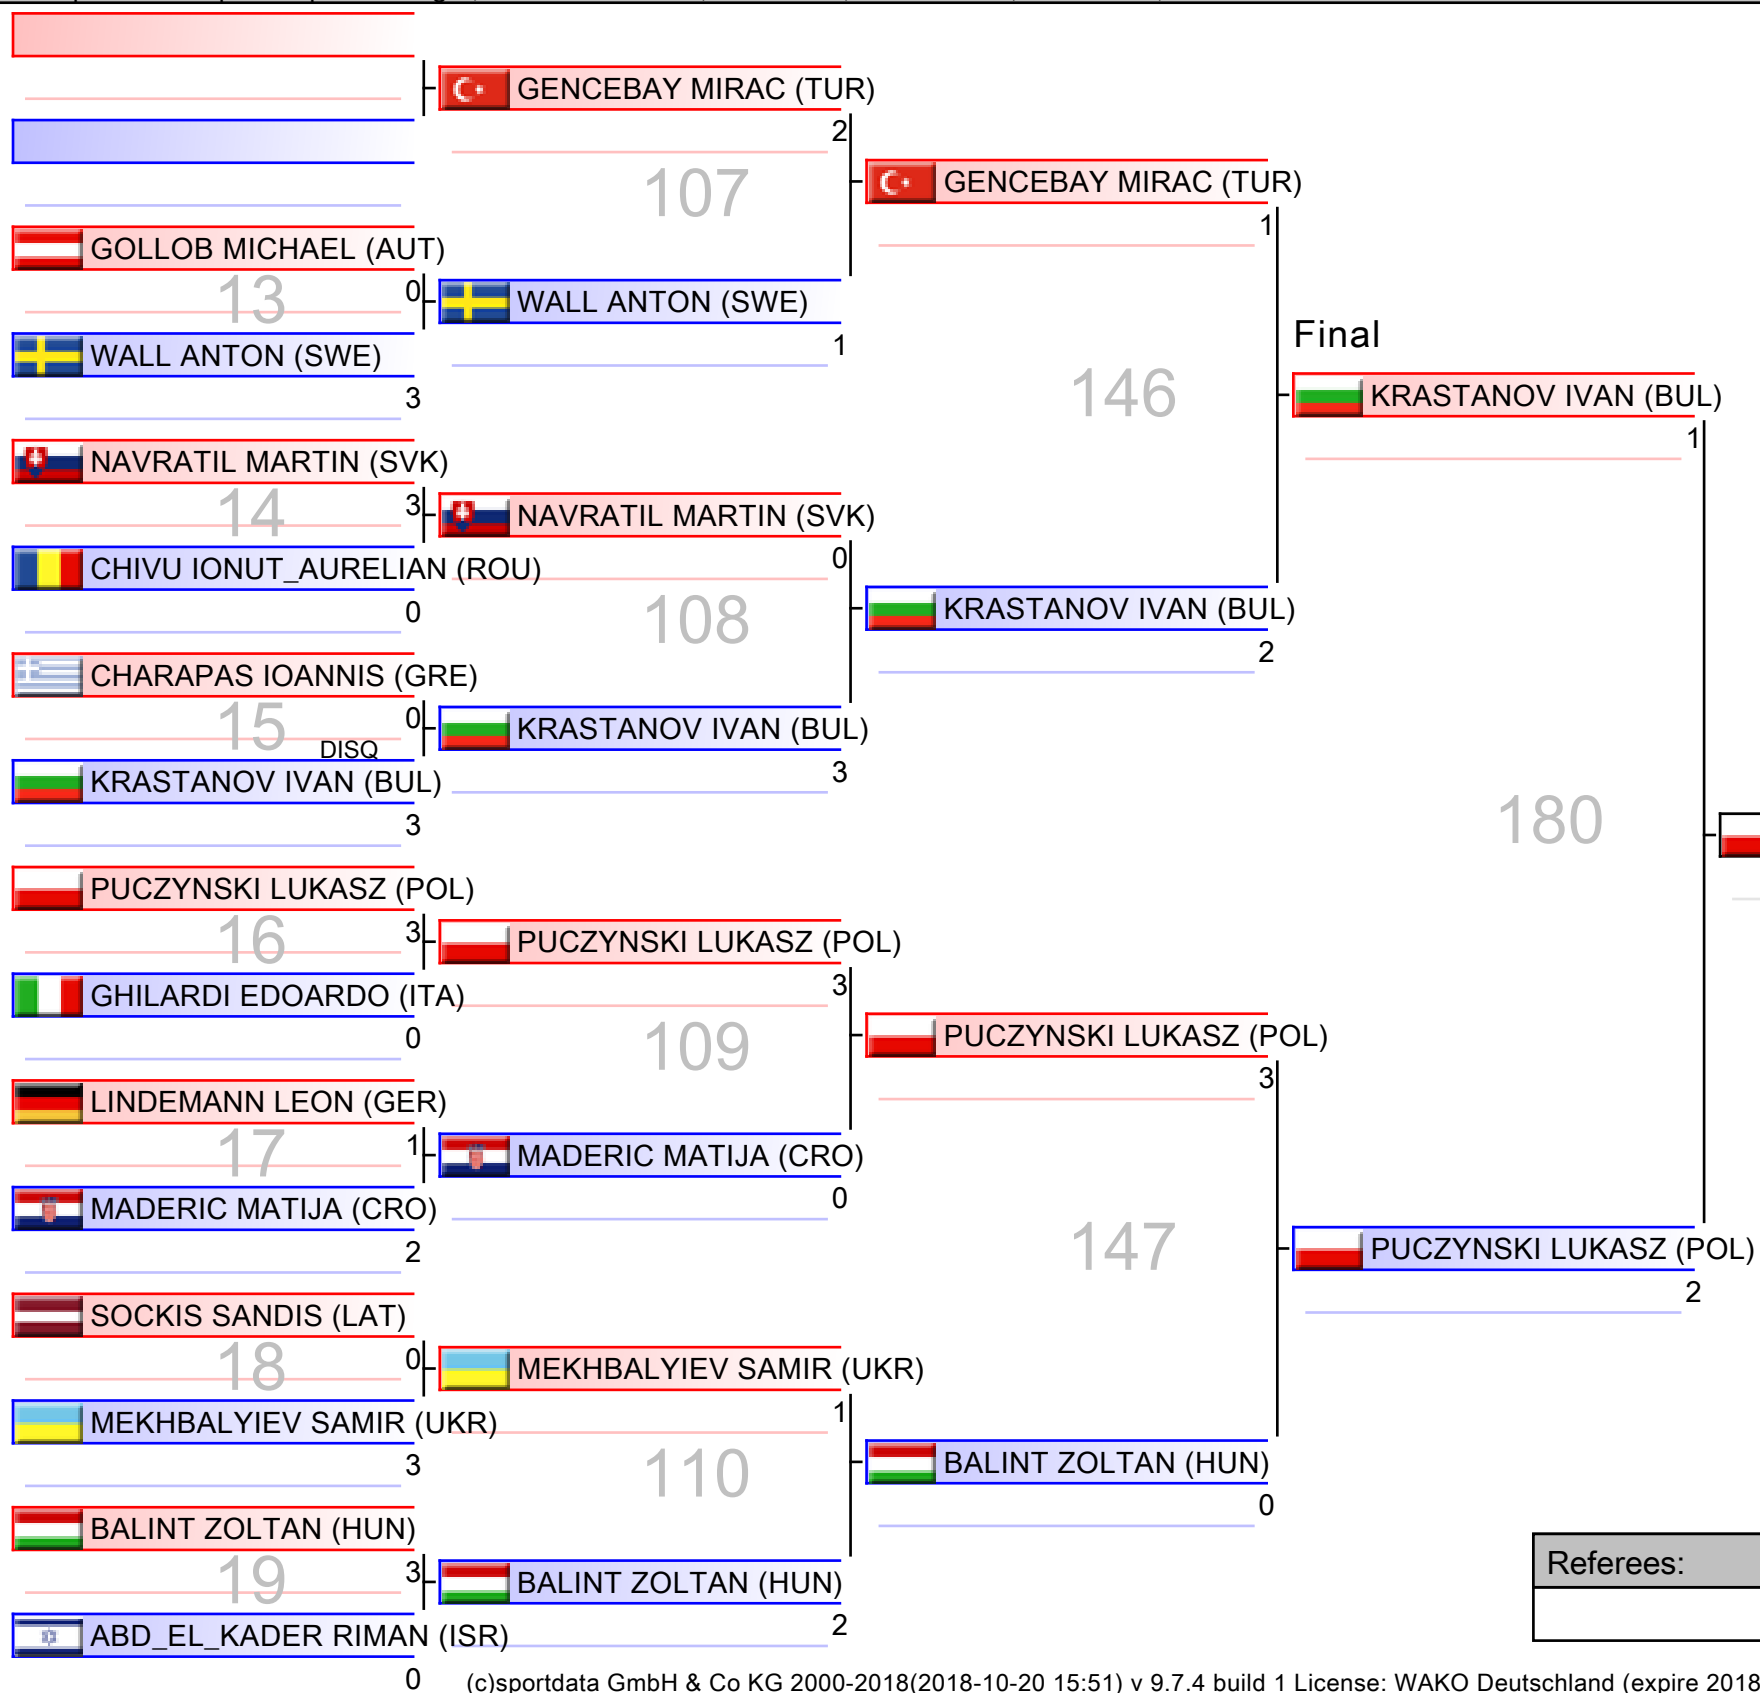 GENCEBAY MIRAC (TUR)
2
107
GENCEBAY MIRAC (TUR)
1
GOLLOB MICHAEL (AUT)
13
0
WALL ANTON (SWE)
1
WALL ANTON (SWE)
3
Final
146
KRASTANOV IVAN (BUL)
1
NAVRATIL MARTIN (SVK)
14
3
NAVRATIL MARTIN (SVK)
0
CHIVU IONUT_AURELIAN (ROU)
0
108
KRASTANOV IVAN (BUL)
2
CHARAPAS IOANNIS (GRE)
15
0
DISQ
KRASTANOV IVAN (BUL)
3
KRASTANOV IVAN (BUL)
3
180
PUCZYNSKI LUKASZ (POL)
16
3
PUCZYNSKI LUKASZ (POL)
3
GHILARDI EDOARDO (ITA)
0
109
PUCZYNSKI LUKASZ (POL)
3
LINDEMANN LEON (GER)
17
1
MADERIC MATIJA (CRO)
0
MADERIC MATIJA (CRO)
2
147
PUCZYNSKI LUKASZ (POL)
2
SOCKIS SANDIS (LAT)
18
0
MEKHBALYIEV SAMIR (UKR)
1
MEKHBALYIEV SAMIR (UKR)
3
110
BALINT ZOLTAN (HUN)
0
BALINT ZOLTAN (HUN)
19
3
BALINT ZOLTAN (HUN)
2
ABD_EL_KADER RIMAN (ISR)
0
Referees:
(c)sportdata GmbH & Co KG 2000-2018(2018-10-20 15:51) v 9.7.4 build 1 License: WAKO Deutschland (expire 2018